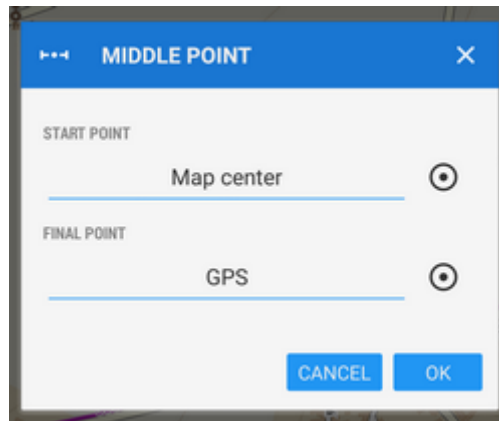 MIDDLE POINT
START POINT
Map center
FINAL POINT
GPS
CANCEL OK